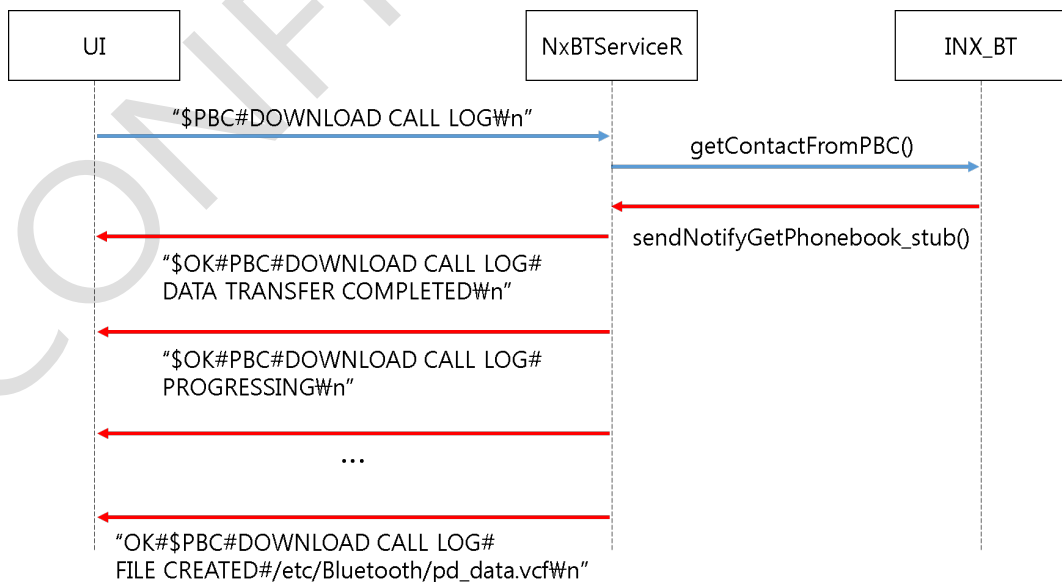 UI
NxBTServiceR
INX_BT
“$PBC#DOWNLOAD CALL LOG₩n”
getContactFromPBC()
sendNotifyGetPhonebook_stub()
“$OK#PBC#DOWNLOAD CALL LOG#
DATA TRANSFER COMPLETED₩n”
“$OK#PBC#DOWNLOAD CALL LOG#
PROGRESSING₩n”
...
“OK#$PBC#DOWNLOAD CALL LOG#
FILE CREATED#/etc/Bluetooth/pd_data.vcf₩n”